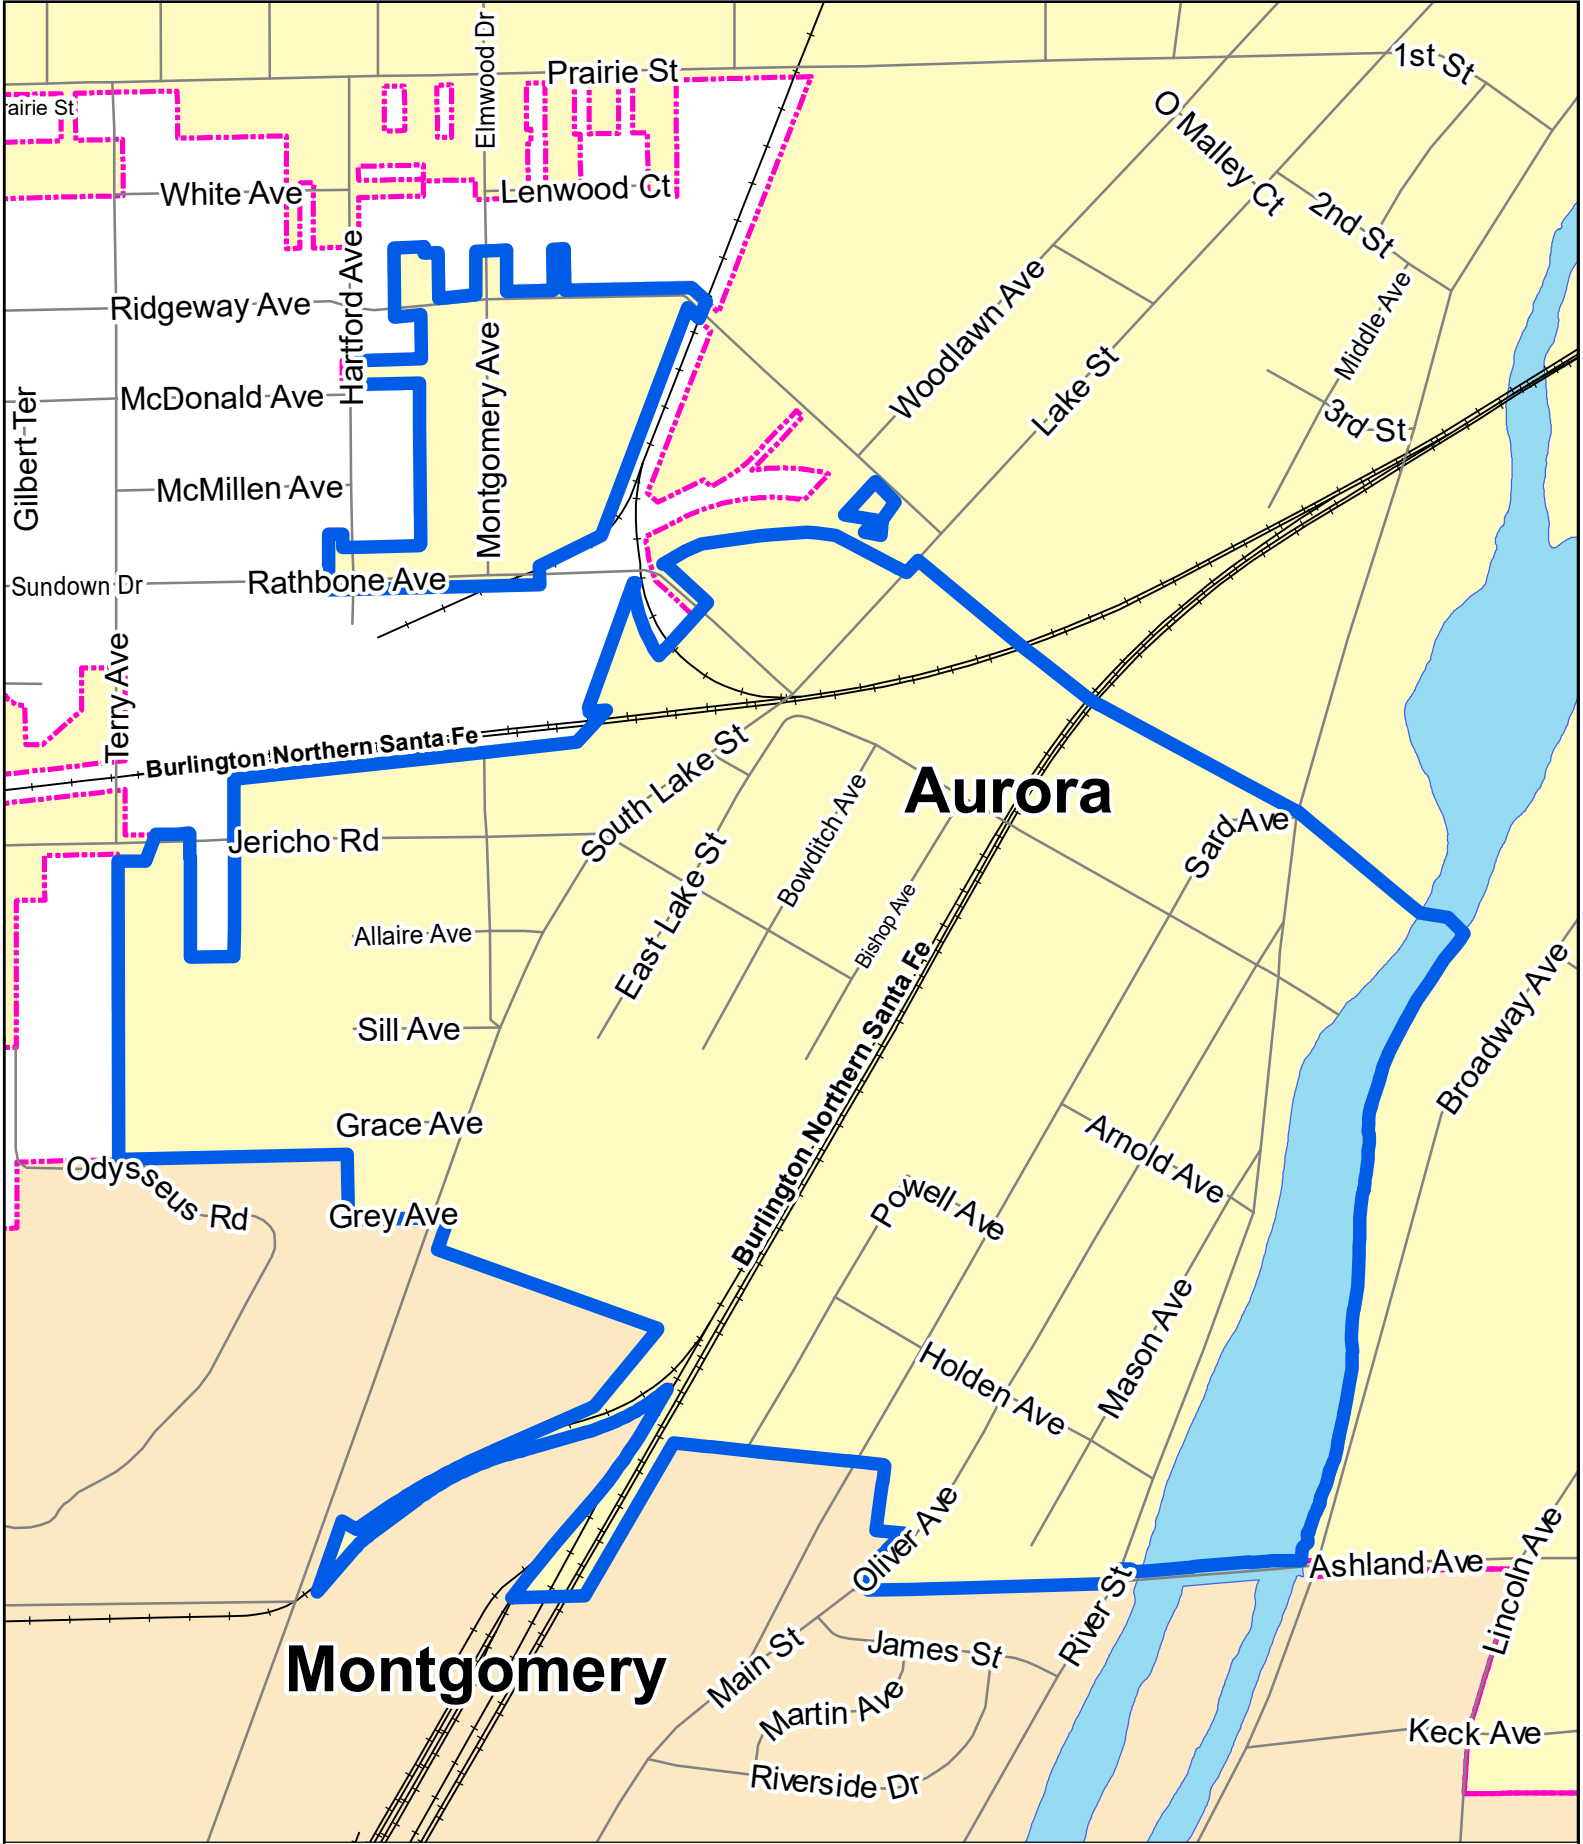 Elmwood Dr
Prairie St
1st St
rairie St
O Malley Ct
White Ave
Lenwood Ct
2nd St
Hartford Ave
Ridgeway Ave
Woodlawn Ave
Middle Ave
Montgomery Ave
Lake St
McDonald Ave
3rd St
Gilbert Ter
McMillen Ave
Sundown Dr
Rathbone Ave
Terry Ave
Burlington Northern Santa Fe
South Lake St
Aurora
Jericho Rd
East Lake St
Bowditch Ave
Sard Ave
Allaire Ave
Bishop Ave
Broadway Ave
Sill Ave
Burlington Northern Santa Fe
Grace Ave
Arnold Ave
Odysseus Rd
Grey Ave
Powell Ave
Mason Ave
Holden Ave
Oliver Ave
Ashland Ave
Lincoln Ave
River St
Montgomery
Main St
James St
Martin Ave
Keck Ave
Riverside Dr